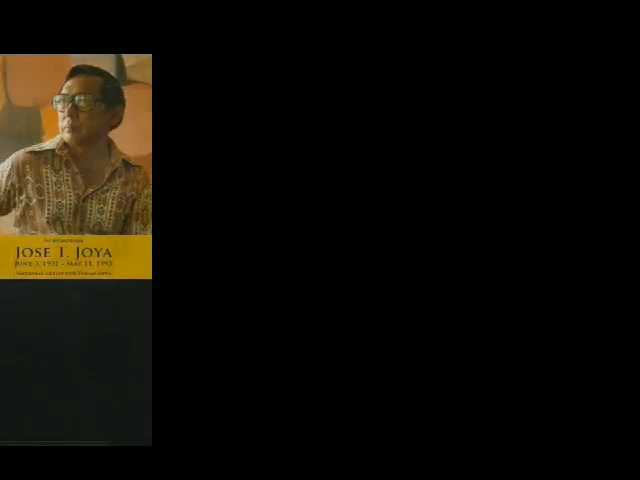 IN MEMORIAM
JOSE T. JOYA
JUNE 3, 1931 – MAY 11, 1995
NATIONAL ARTIST FOR VISUAL ARTS